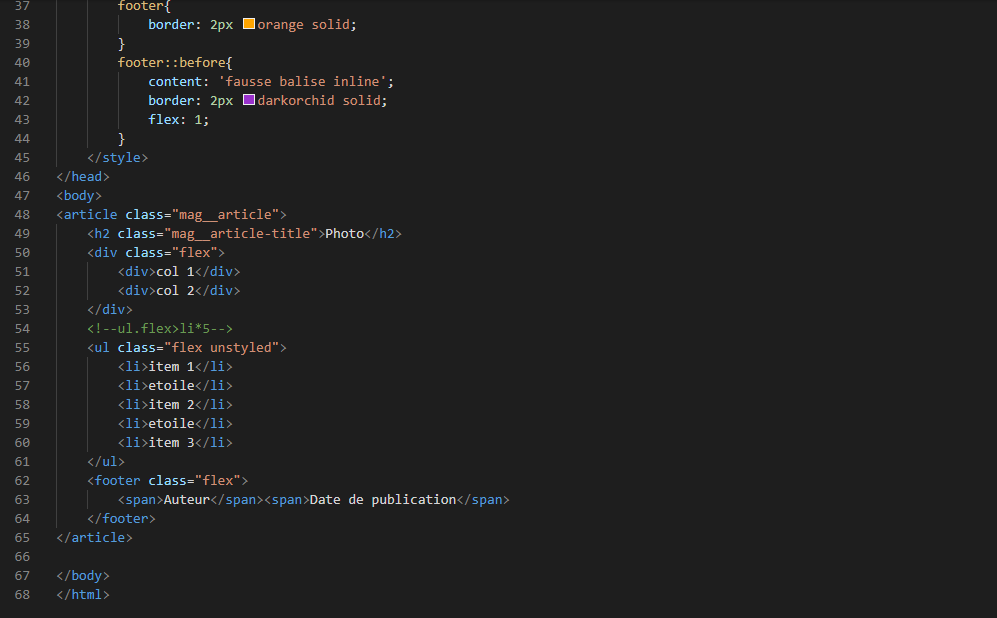 37 footer{
38 border: 2px orange solid;
39 }
40 footer::before{
41 content: 'fausse balise inline';
42 border: 2px darkorchid solid;
43 flex: 1;
44 }
45 </style>
46 </head>
47 <body>
48 <article class="mag__article">
49 <h2 class="mag__article-title">Photo</h2>
50 <div class="flex">
51 <div>col 1</div>
52 <div>col 2</div>
53 </div>
54 <!--ul.flex>li*5-->
55 <ul class="flex unstyled">
56 <li>item 1</li>
57 <li>etoile</li>
58 <li>item 2</li>
59 <li>etoile</li>
60 <li>item 3</li>
61 </ul>
62 <footer class="flex">
63 <span>Auteur</span><span>Date de publication</span>
64 </footer>
65 </article>
66
67 </body>
68 </html>